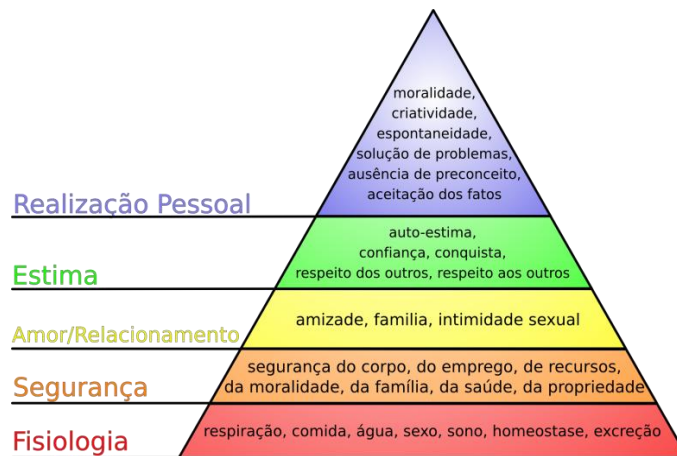 moralidade,
criatividade,
espontaneidade,
solução de problemas,
ausência de preconceito,
aceitação dos fatos
Realização Pessoal
auto-estima,
confiança, conquista,
respeito dos outros, respeito aos outros
Estima
amizade, familia, intimidade sexual
Amor/Relacionamento
segurança do corpo, do emprego, de recursos,
da moralidade, da família, da saúde, da propriedade
Segurança
respiração, comida, água, sexo, sono, homeostase, excreção
Fisiologia